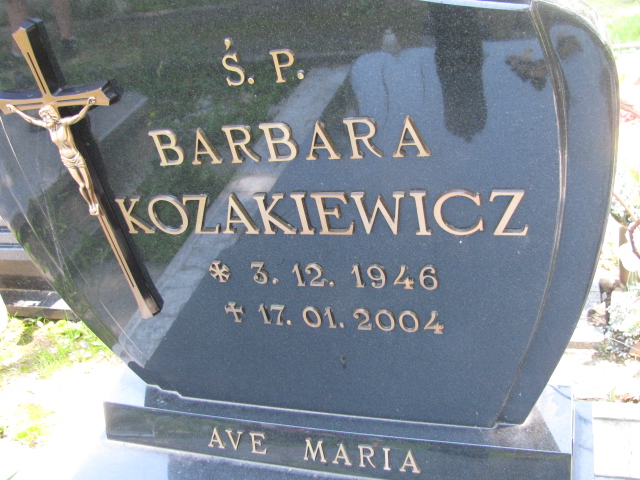 Ś. P.
BARBARA
KOZAKIEWICZ
* 3. 12. 1946
✝ 17. 01. 2004
AVE MARIA